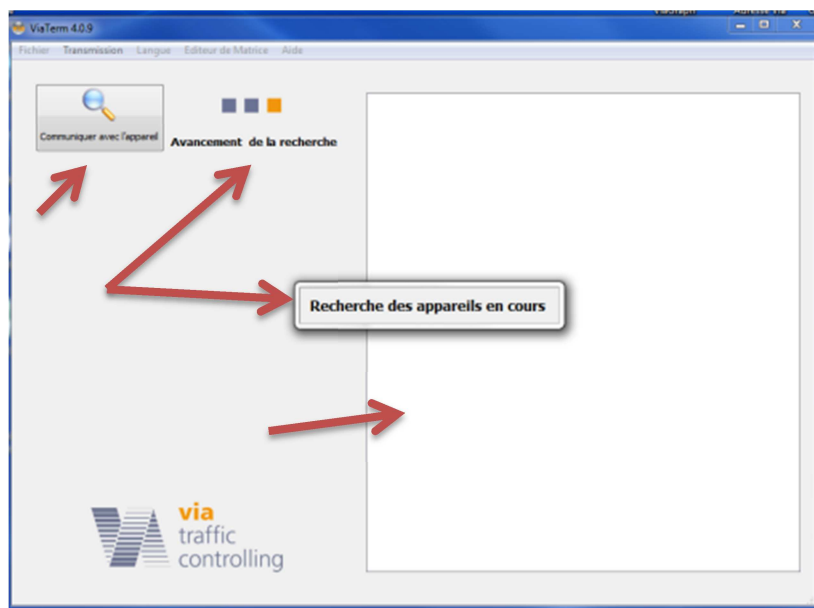 ViaTerm 4.0.9
Fichier Transmission Langue Editeur de Matrice Aide
Communiquer avec l'appareil
Avancement de la recherche
Recherche des appareils en cours
via
traffic
controlling